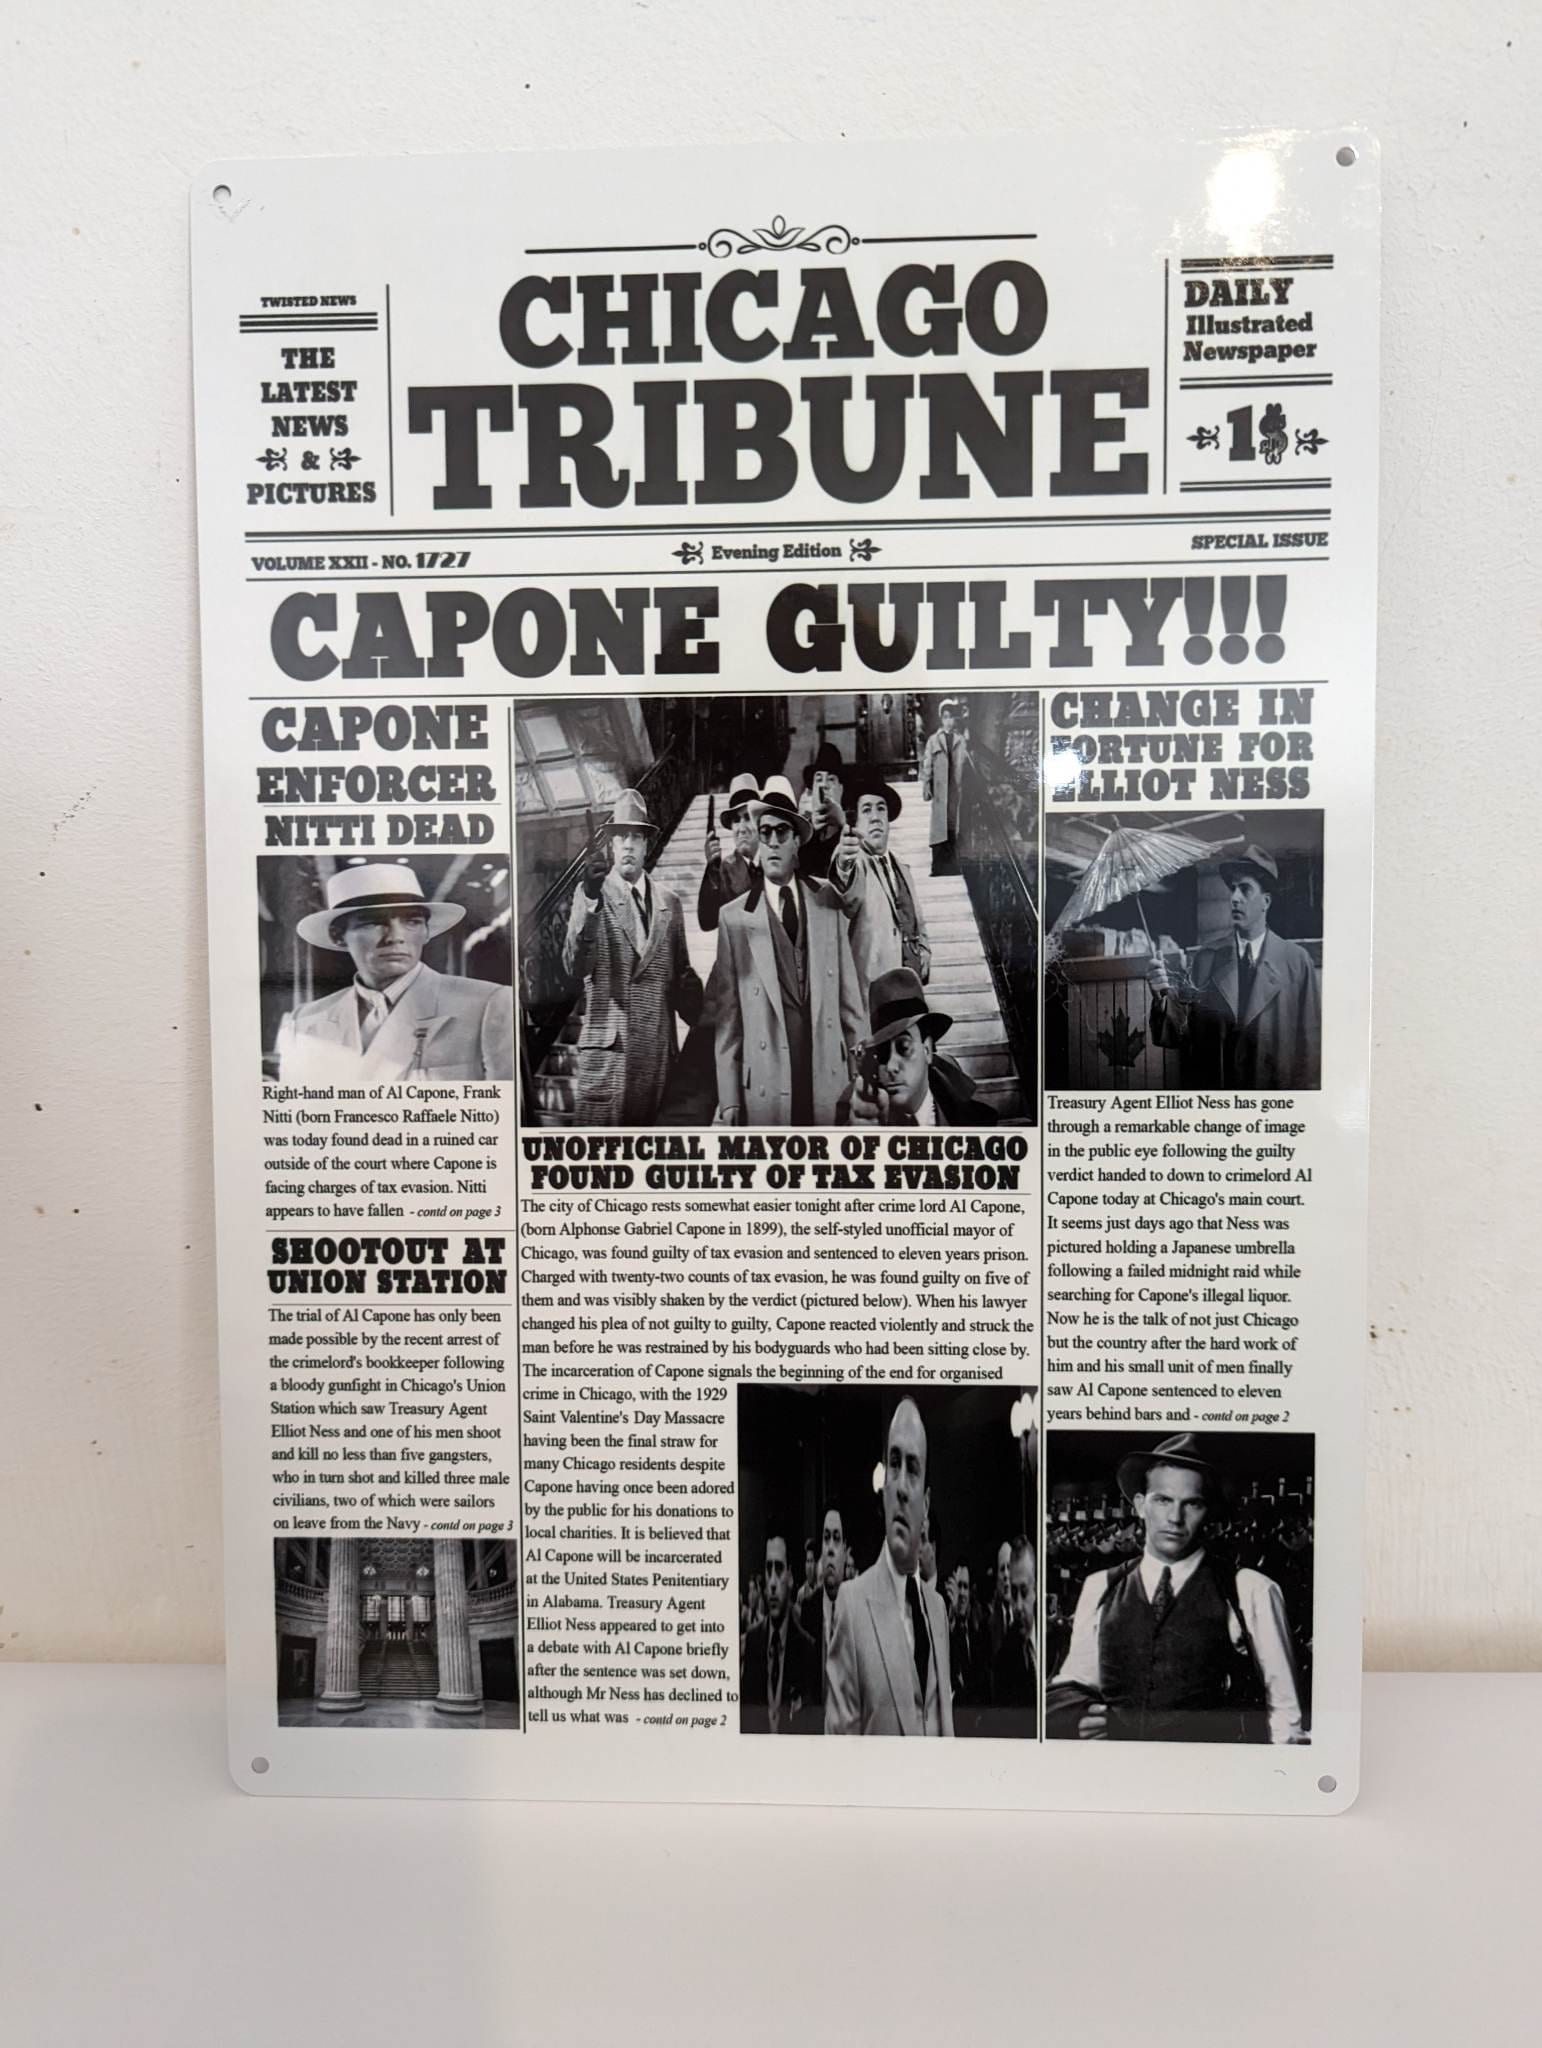 TWISTED NEWS
THE
LATEST
NEWS
&
PICTURES
CHICAGO
TRIBUNE
DAILY
Illustrated
Newspaper
1$
VOLUME XXII - NO. 1727
Evening Edition
SPECIAL ISSUE
CAPONE GUILTY!!!
CAPONE
ENFORCER
NITTI DEAD
Right-hand man of Al Capone, Frank
Nitti (born Francesco Raffaele Nitto)
was today found dead in a ruined car
outside of the court where Capone is
facing charges of tax evasion. Nitti
appears to have fallen - contd on page 3
SHOOTOUT AT
UNION STATION
The trial of Al Capone has only been
made possible by the recent arrest of
the crimelord's bookkeeper following
a bloody gunfight in Chicago's Union
Station which saw Treasury Agent
Elliot Ness and one of his men shoot
and kill no less than five gangsters,
who in turn shot and killed three male
civilians, two of which were sailors
on leave from the Navy - contd on page 3
UNOFFICIAL MAYOR OF CHICAGO
FOUND GUILTY OF TAX EVASION
The city of Chicago rests somewhat easier tonight after crime lord Al Capone,
(born Alphonse Gabriel Capone in 1899), the self-styled unofficial mayor of
Chicago, was found guilty of tax evasion and sentenced to eleven years prison.
Charged with twenty-two counts of tax evasion, he was found guilty on five of
them and was visibly shaken by the verdict (pictured below). When his lawyer
changed his plea of not guilty to guilty, Capone reacted violently and struck the
man before he was restrained by his bodyguards who had been sitting close by.
The incarceration of Capone signals the beginning of the end for organised
crime in Chicago, with the 1929
Saint Valentine's Day Massacre
having been the final straw for
many Chicago residents despite
Capone having once been adored
by the public for his donations to
local charities. It is believed that
Al Capone will be incarcerated
at the United States Penitentiary
in Alabama. Treasury Agent
Elliot Ness appeared to get into
a debate with Al Capone briefly
after the sentence was set down,
although Mr Ness has declined to
tell us what was - contd on page 2
CHANGE IN
FORTUNE FOR
ELLIOT NESS
Treasury Agent Elliot Ness has gone
through a remarkable change of image
in the public eye following the guilty
verdict handed to down to crimelord Al
Capone today at Chicago's main court.
It seems just days ago that Ness was
pictured holding a Japanese umbrella
following a failed midnight raid while
searching for Capone's illegal liquor.
Now he is the talk of not just Chicago
but the country after the hard work of
him and his small unit of men finally
saw Al Capone sentenced to eleven
years behind bars and - contd on page 2